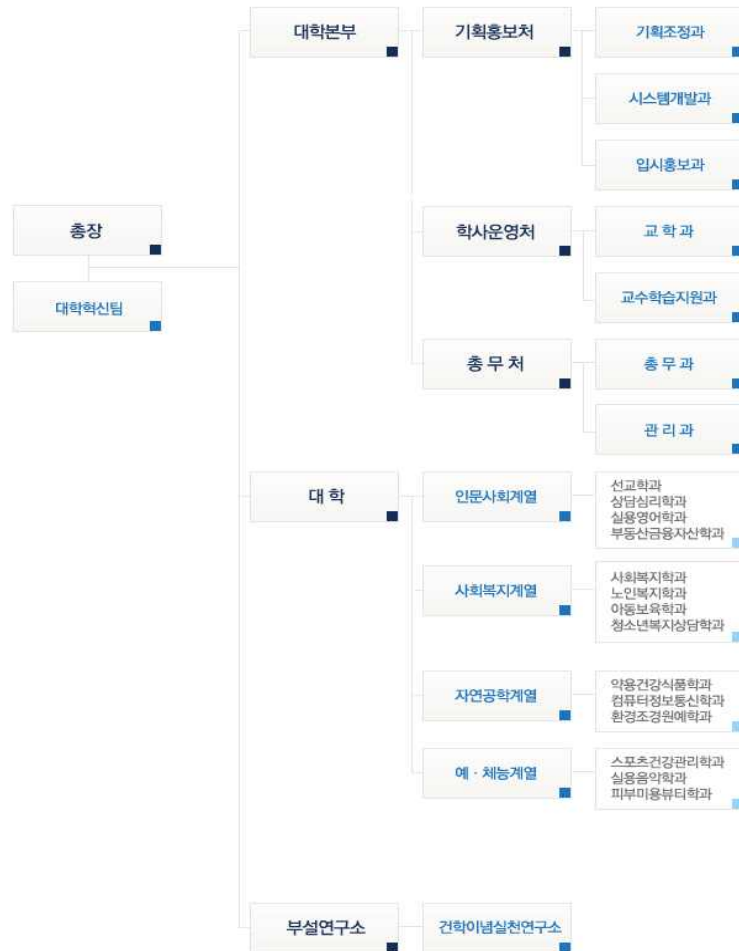 총장
대학혁신팀
대학본부
기획홍보처
기획조정과
시스템개발과
입시홍보과
학사운영처
교 학 과
교수학습지원과
총 무 처
총 무 과
관 리 과
대 학
인문사회계열
선교학과
상담심리학과
실용영어학과
부동산금융자산학과
사회복지계열
사회복지학과
노인복지학과
아동보육학과
청소년복지상담학과
자연공학계열
약용건강식품학과
컴퓨터정보통신학과
환경조경원예학과
예 · 체능계열
스포츠건강관리학과
실용음악학과
피부미용뷰티학과
부설연구소
건학이념실천연구소